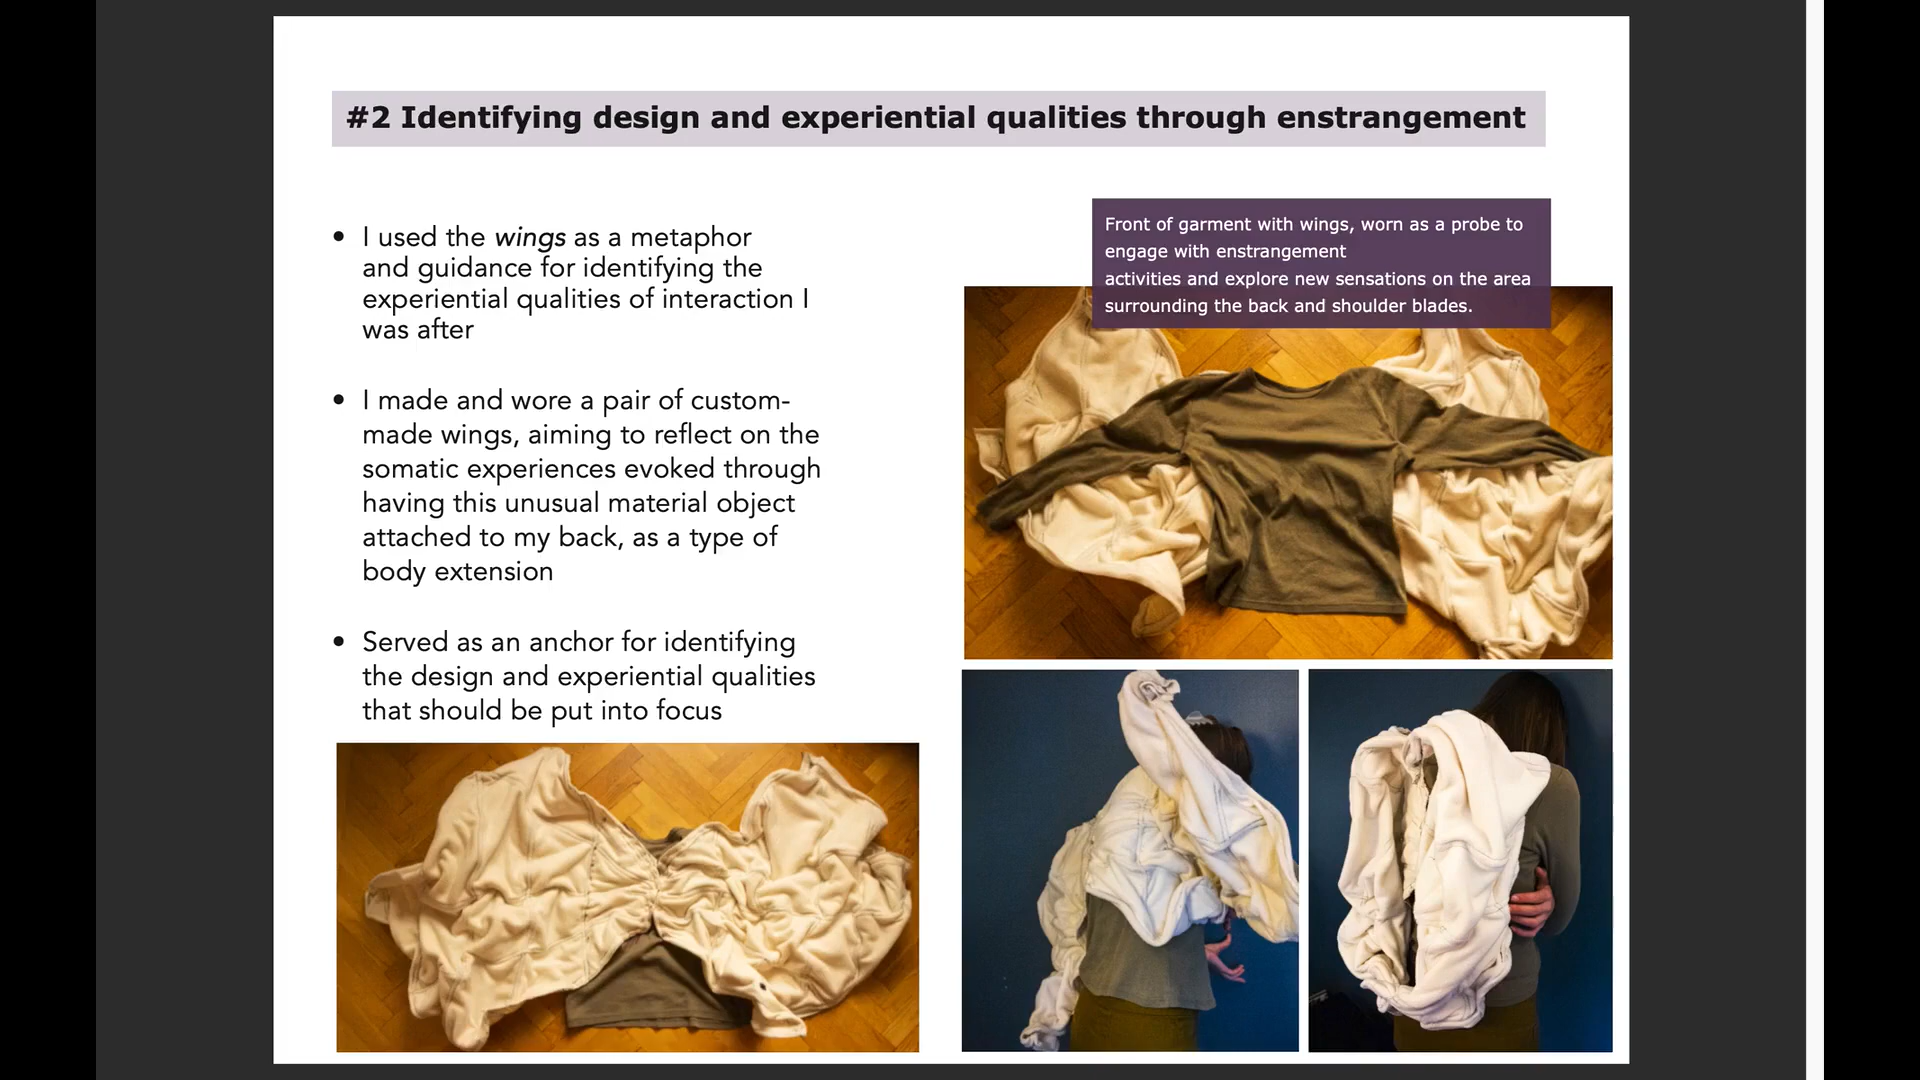 #2 Identifying design and experiential qualities through enstrangement
• I used the wings as a metaphor
and guidance for identifying the
experiential qualities of interaction I
was after
• I made and wore a pair of custom-
made wings, aiming to reflect on the
somatic experiences evoked through
having this unusual material object
attached to my back, as a type of
body extension
• Served as an anchor for identifying
the design and experiential qualities
that should be put into focus
Front of garment with wings, worn as a probe to
engage with enstrangement
activities and explore new sensations on the area
surrounding the back and shoulder blades.